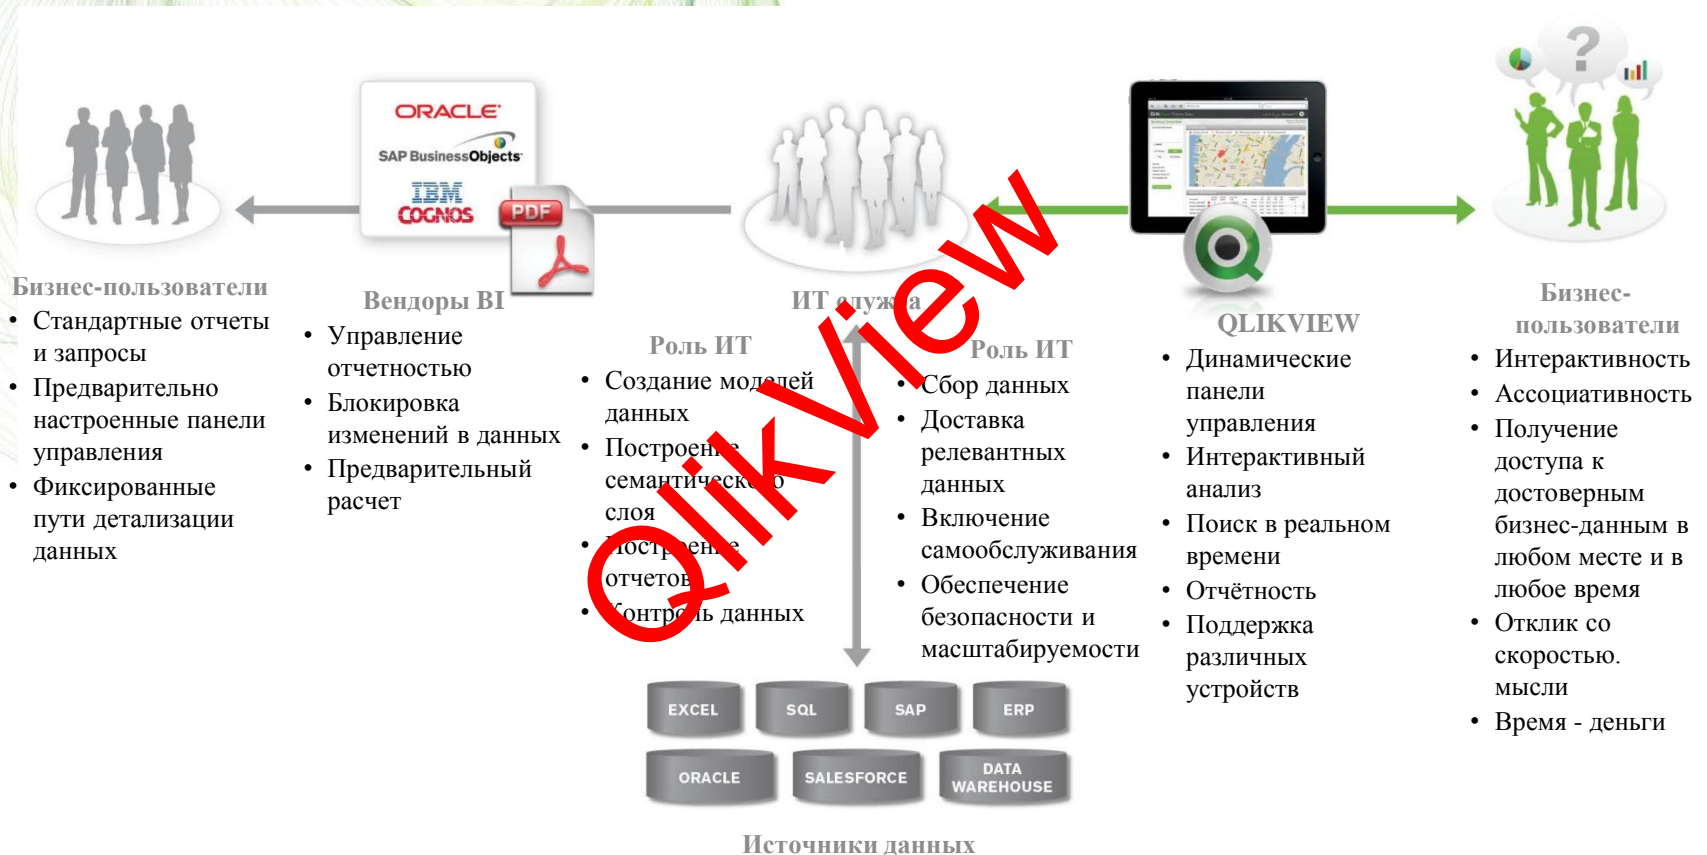 ORACLE
SAP BusinessObjects
IBM
COGNOS
PDF
?
Бизнес-пользователи
• Стандартные отчеты
и запросы
• Предварительно
настроенные панели
управления
• Фиксированные
пути детализации
данных
Вендоры BI
• Управление
отчетностью
• Блокировка
изменений в данных
• Предварительный
расчет
ИТ служба
Роль ИТ
• Создание моделей
данных
• Построение
семантического
слоя
• Построение
отчетов
• Контроль данных
Роль ИТ
• Сбор данных
• Доставка
релевантных
данных
• Включение
самообслуживания
• Обеспечение
безопасности и
масштабируемости
QLIKVIEW
• Динамические
панели
управления
• Интерактивный
анализ
• Поиск в реальном
времени
• Отчётность
• Поддержка
различных
устройств
Бизнес-
пользователи
• Интерактивность
• Ассоциативность
• Получение
доступа к
достоверным
бизнес-данным в
любом месте и в
любое время
• Отклик со
скоростью.
мысли
• Время - деньги
QlikView
EXCEL
SQL
SAP
ERP
ORACLE
SALESFORCE
DATA
WAREHOUSE
Источники данных